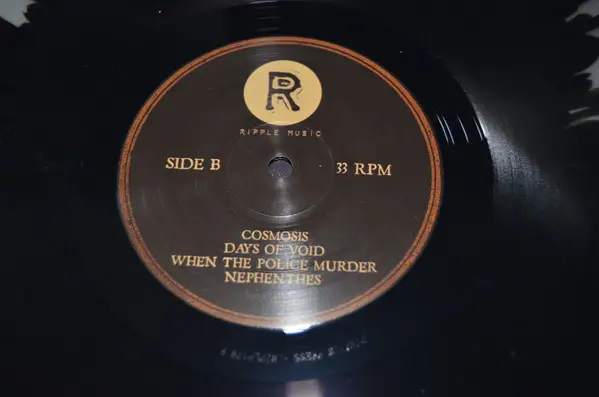 R
RIPPLE MUSIC
SIDE B
33 RPM
COSMOSIS
DAYS OF VOID
WHEN THE POLICE MURDER
NEPHENTHES